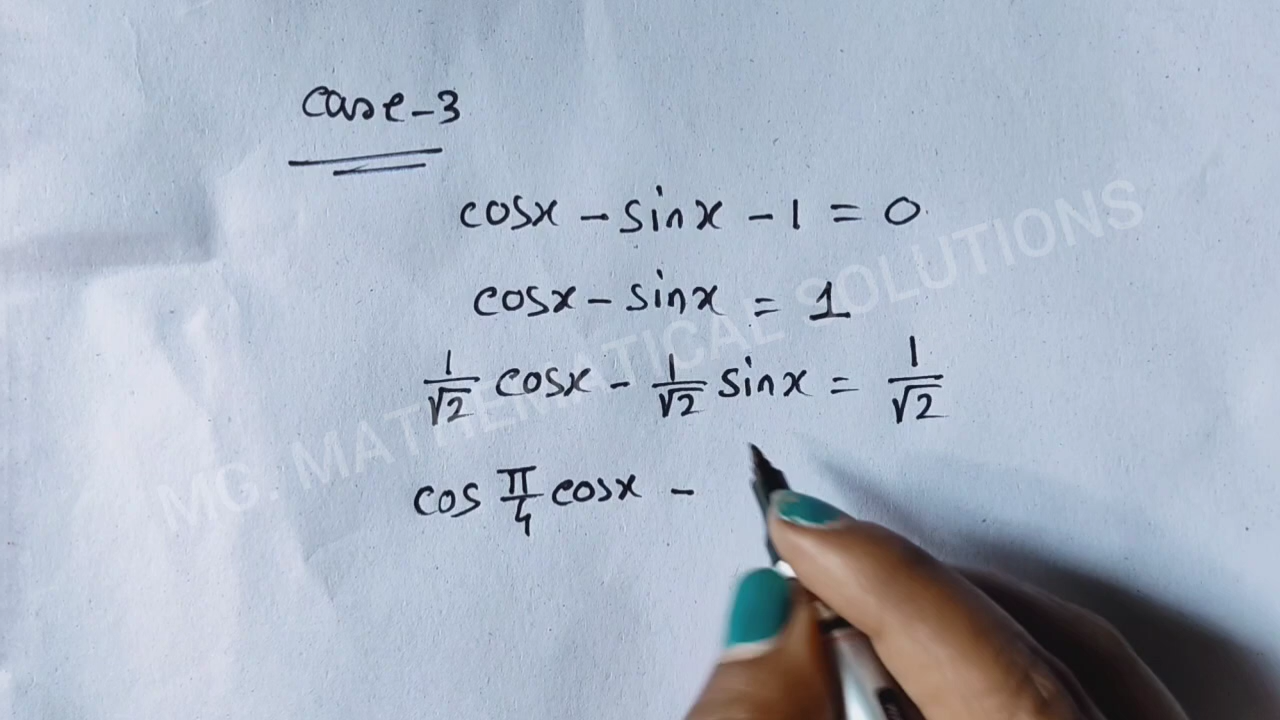 Case-3
cosx - sinx - 1 = 0
cosx - sinx = 1
1/√2 cosx - 1/√2 sinx = 1/√2
cos π/4 cosx -
MG. MATHEMATICAL SOLUTIONS